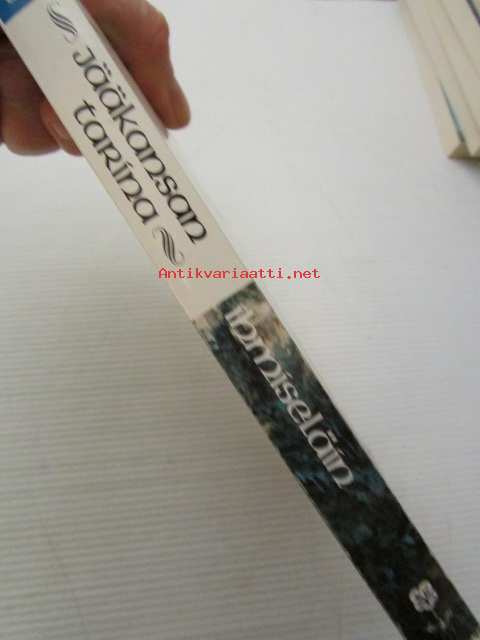 Jääkansan
tarina
Antikvariaatti.net
ihmiseläin